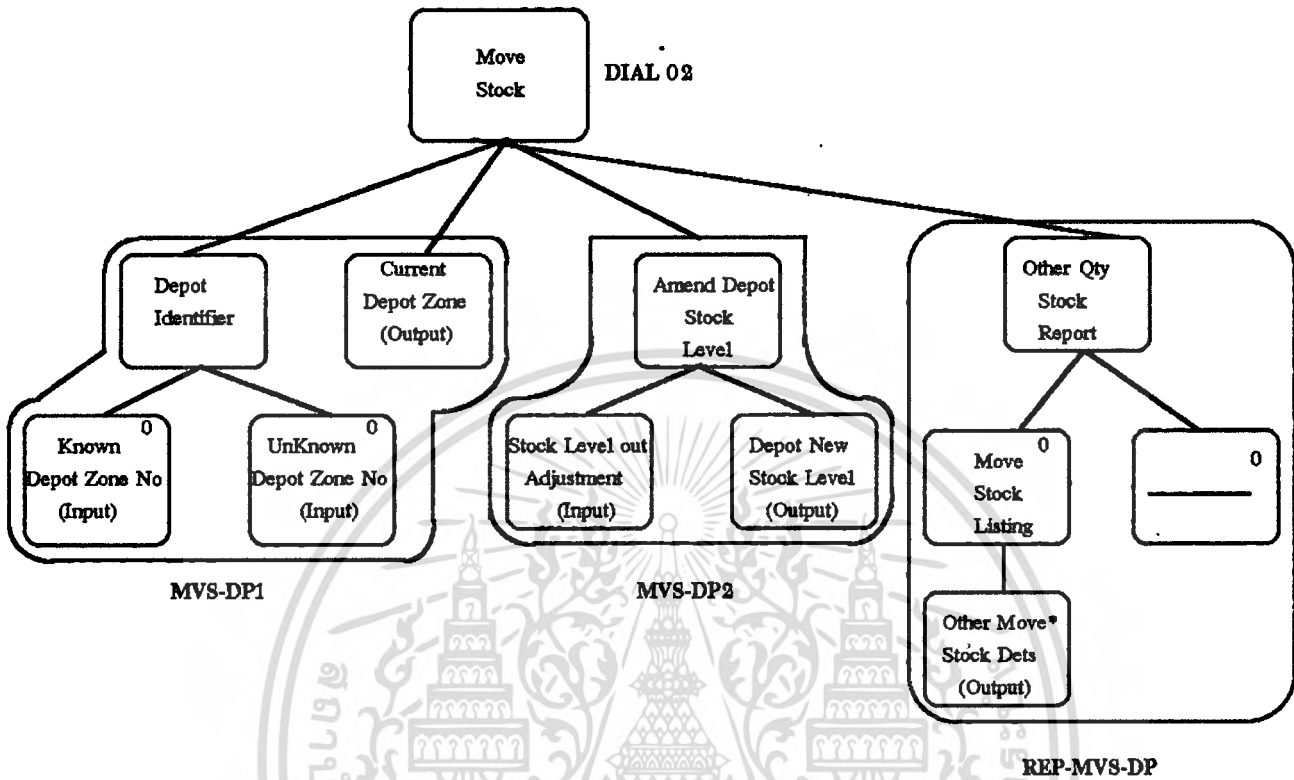 Move
Stock
DIAL 02
Depot
Identifier
Current
Depot Zone
(Output)
Amend Depot
Stock
Level
Other Qty
Stock
Report
Known 0
Depot Zone No
(Input)
UnKnown 0
Depot Zone No
(Input)
Stock Level out
Adjustment
(Input)
Depot New
Stock Level
(Output)
Move 0
Stock
Listing
0
Other Move*
Stock Dets
(Output)
MVS-DP1
MVS-DP2
REP-MVS-DP